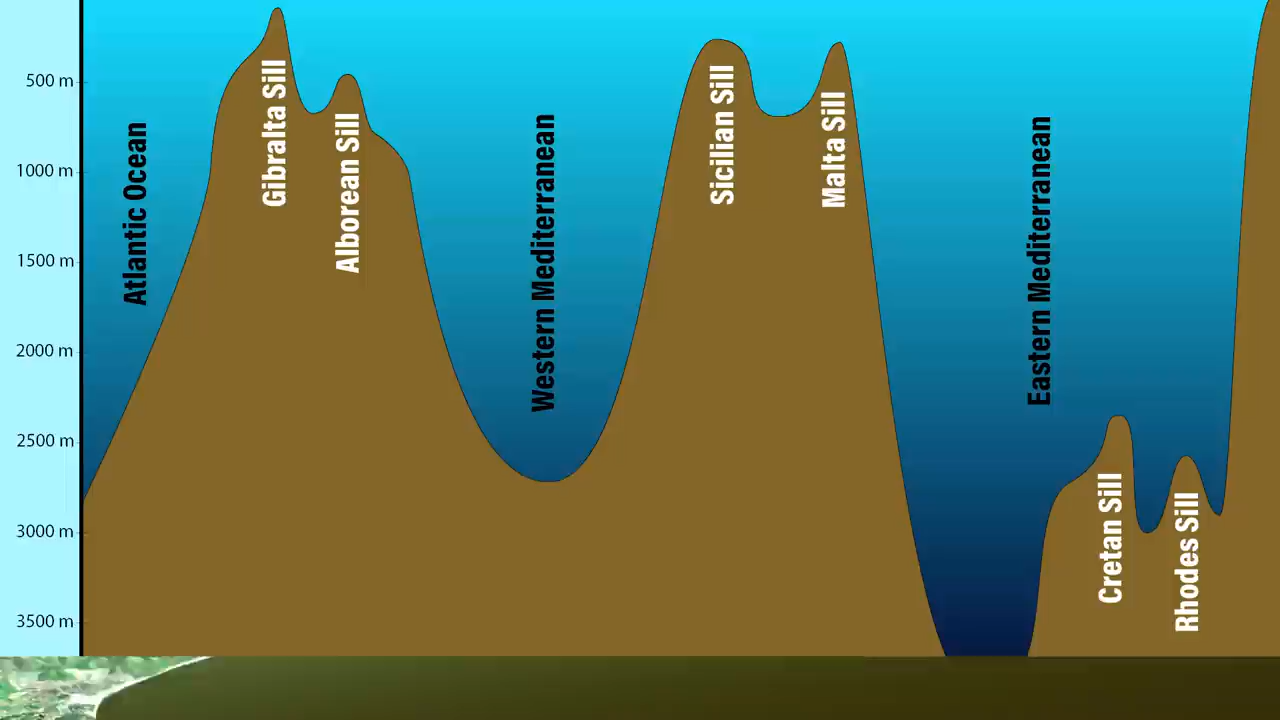 500 m
1000 m
1500 m
2000 m
2500 m
3000 m
3500 m
Atlantic Ocean
Gibralta Sill
Alborean Sill
Western Mediterranean
Sicilian Sill
Malta Sill
Eastern Mediterranean
Cretan Sill
Rhodes Sill